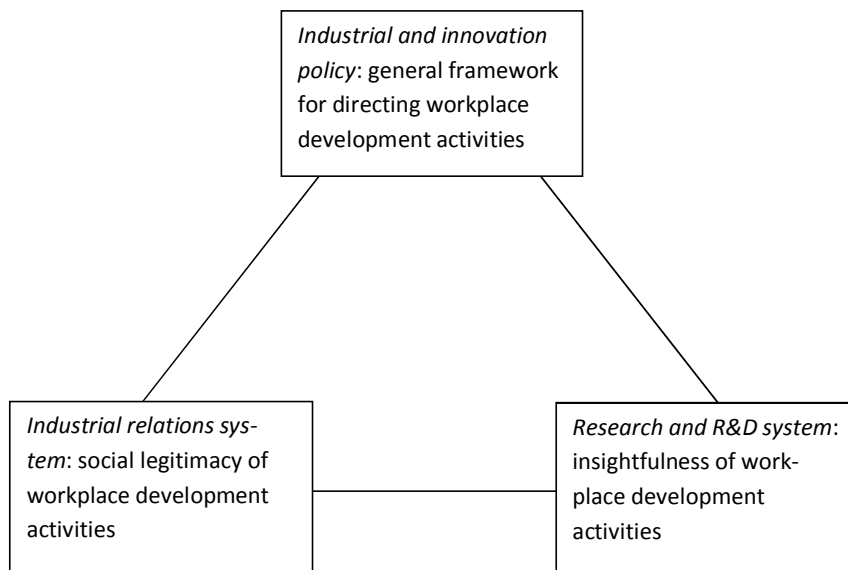 Industrial and innovation
policy: general framework
for directing workplace
development activities
Industrial relations sys-
tem: social legitimacy of
workplace development
activities
Research and R&D system:
insightfulness of work-
place development
activities